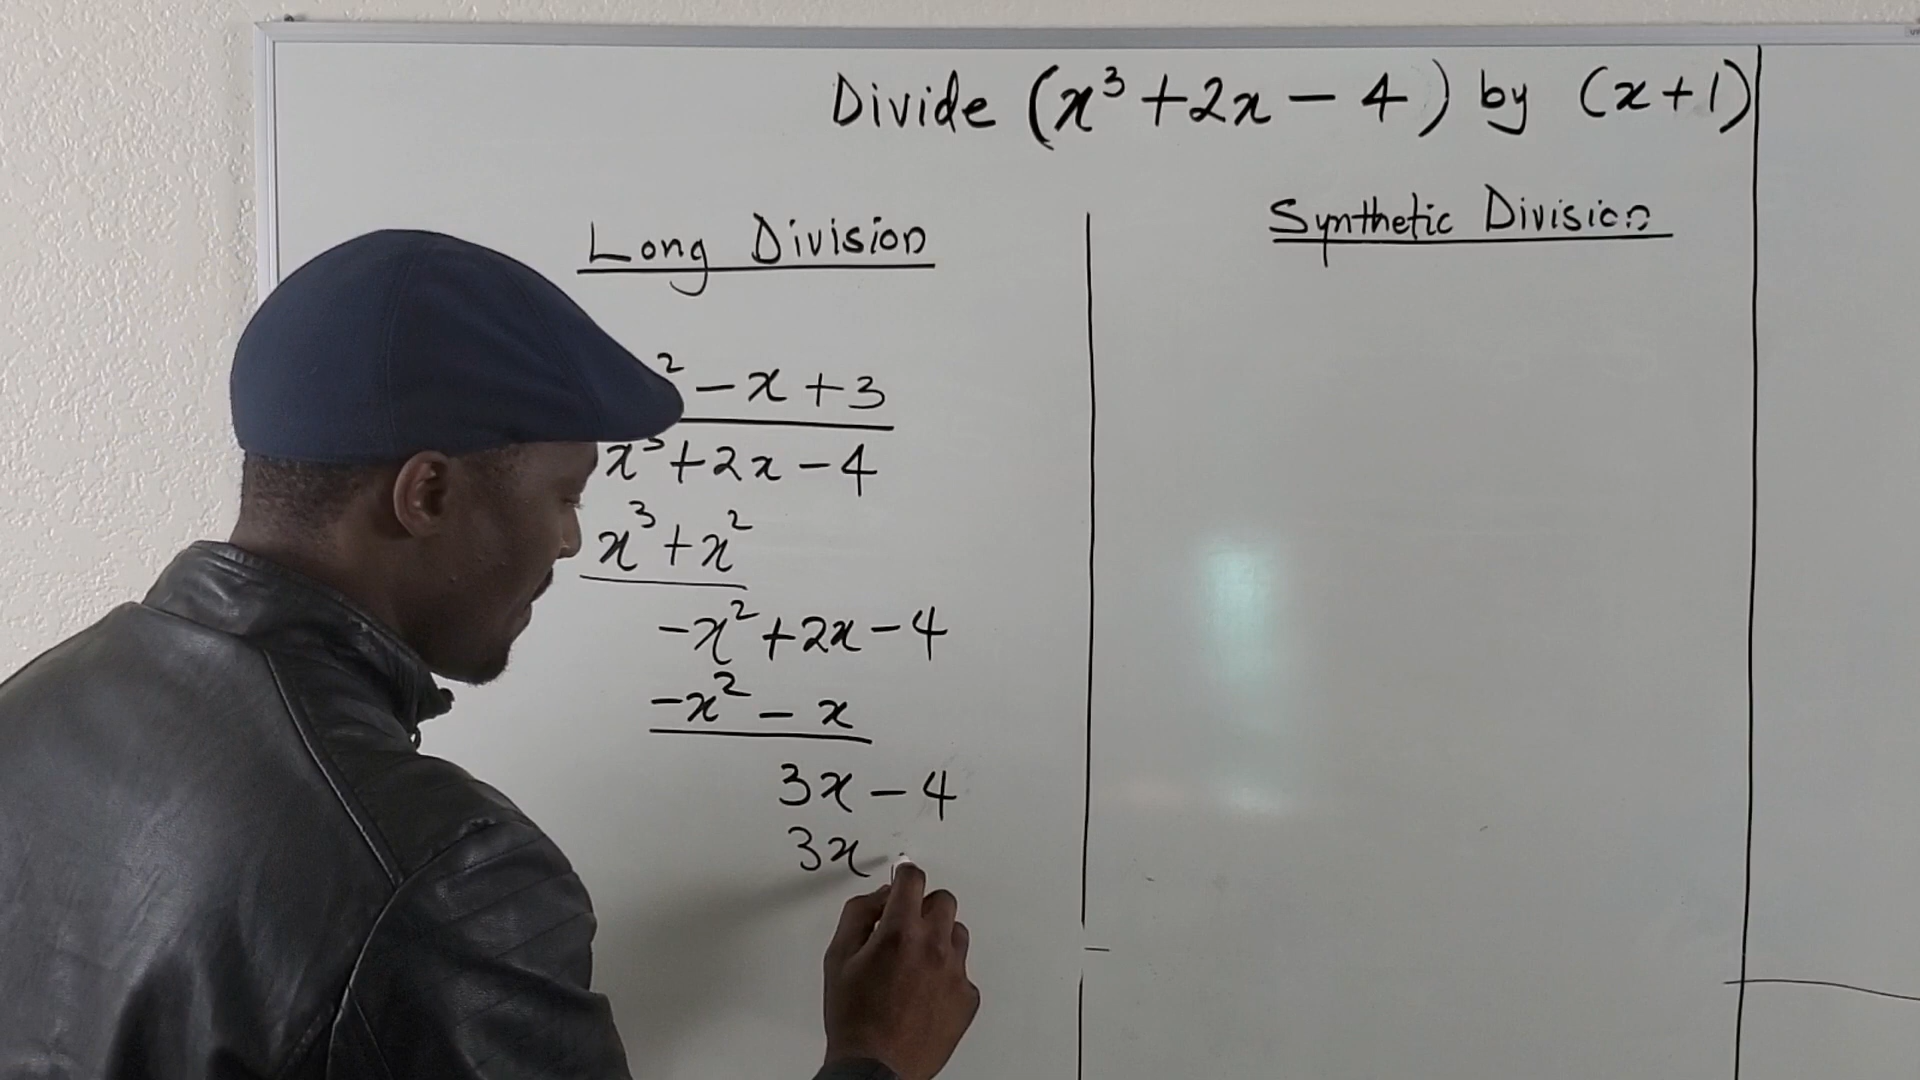 Divide (x³ + 2x - 4) by (x + 1)
Long Division
² - x + 3
x³ + 2x - 4
x³ + x²
-x² + 2x - 4
-x² - x
3x - 4
3x
Synthetic Division